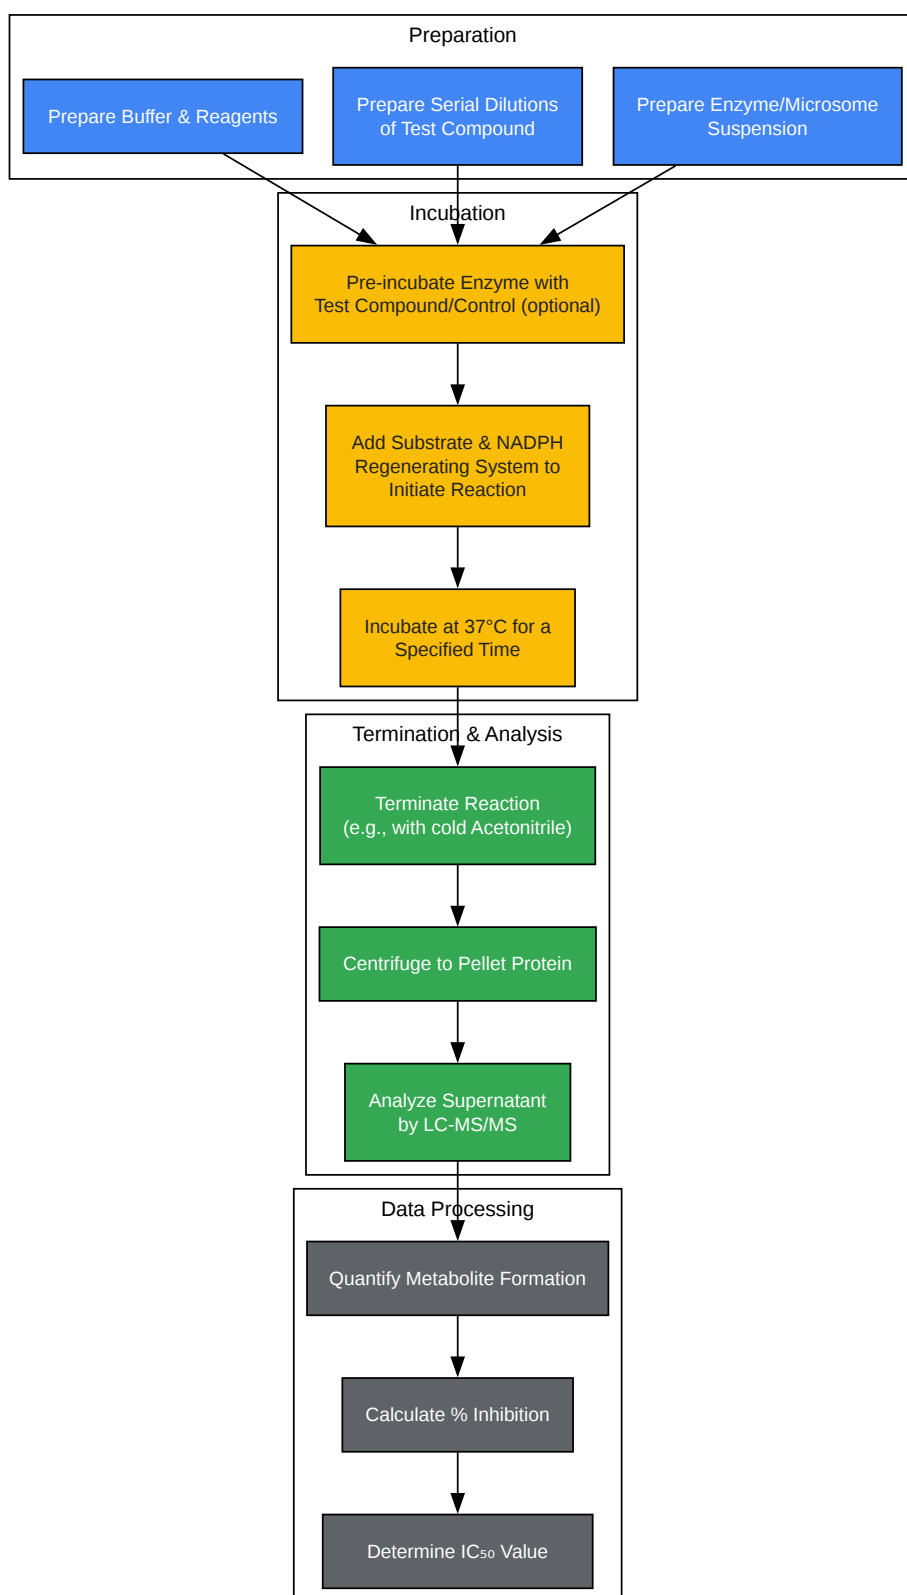 Preparation
Prepare Buffer & Reagents
Prepare Serial Dilutions
of Test Compound
Prepare Enzyme/Microsome
Suspension
Incubation
Pre-incubate Enzyme with
Test Compound/Control (optional)
Add Substrate & NADPH
Regenerating System to
Initiate Reaction
Incubate at 37°C for a
Specified Time
Termination & Analysis
Terminate Reaction
(e.g., with cold Acetonitrile)
Centrifuge to Pellet Protein
Analyze Supernatant
by LC-MS/MS
Data Processing
Quantify Metabolite Formation
Calculate % Inhibition
Determine IC₅₀ Value